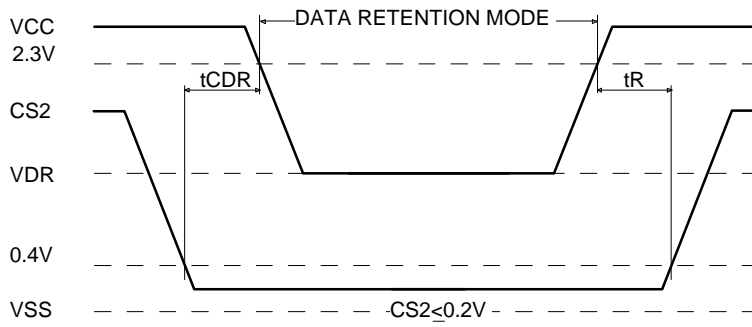 VCC
DATA RETENTION MODE
2.3V
tCDR
tR
CS2
VDR
0.4V
VSS
CS2≤0.2V